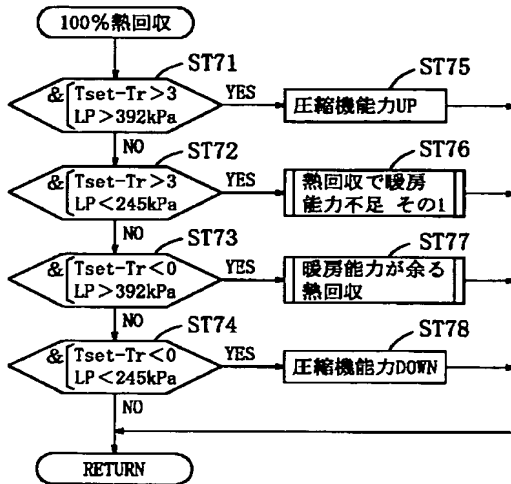 100%熱回収
ST71
& Tset-Tr>3
LP>392kPa
YES
ST75
圧縮機能力UP
NO
ST72
& Tset-Tr>3
LP<245kPa
YES
ST76
熱回収で暖房
能力不足 その1
NO
ST73
& Tset-Tr<0
LP>392kPa
YES
ST77
暖房能力が余る
熱回収
NO
ST74
& Tset-Tr<0
LP<245kPa
YES
ST78
圧縮機能力DOWN
NO
RETURN